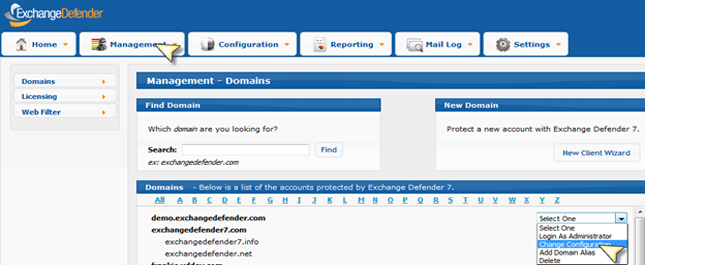 ExchangeDefender
Home Management Configuration Reporting Mail Log Settings
Domains
Licensing
Web Filter
Management - Domains
Find Domain
Which domain are you looking for?
Search: Find
ex: exchangedefender.com
New Domain
Protect a new account with Exchange Defender 7.
New Client Wizard
Domains - Below is a list of the accounts protected by Exchange Defender 7.
All A B C D E F G H I J K L M N O P Q R S T U V W X Y Z
demo.exchangedefender.com Select One
exchangedefender7.com Select One
Login As Administrator
exchangedefender7.info Change Configuration
exchangedefender.net Add Domain Alias
Delete